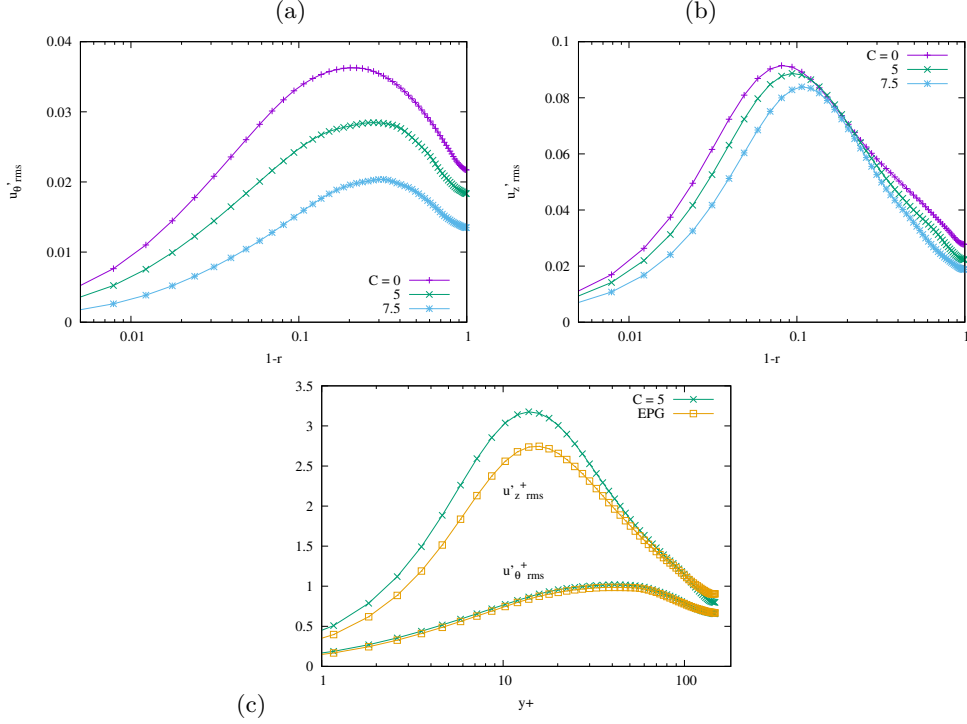 (a)
0.04
0.03
0.02
0.01
0
0.01
0.1
1
u'θ rms
1-r
C = 0
5
7.5
(b)
0.1
0.08
0.06
0.04
0.02
0
0.01
0.1
1
u'z rms
1-r
C = 0
5
7.5
(c)
3.5
3
2.5
2
1.5
1
0.5
0
1
10
100
y+
C = 5
EPG
u'z+rms
u'θ+rms